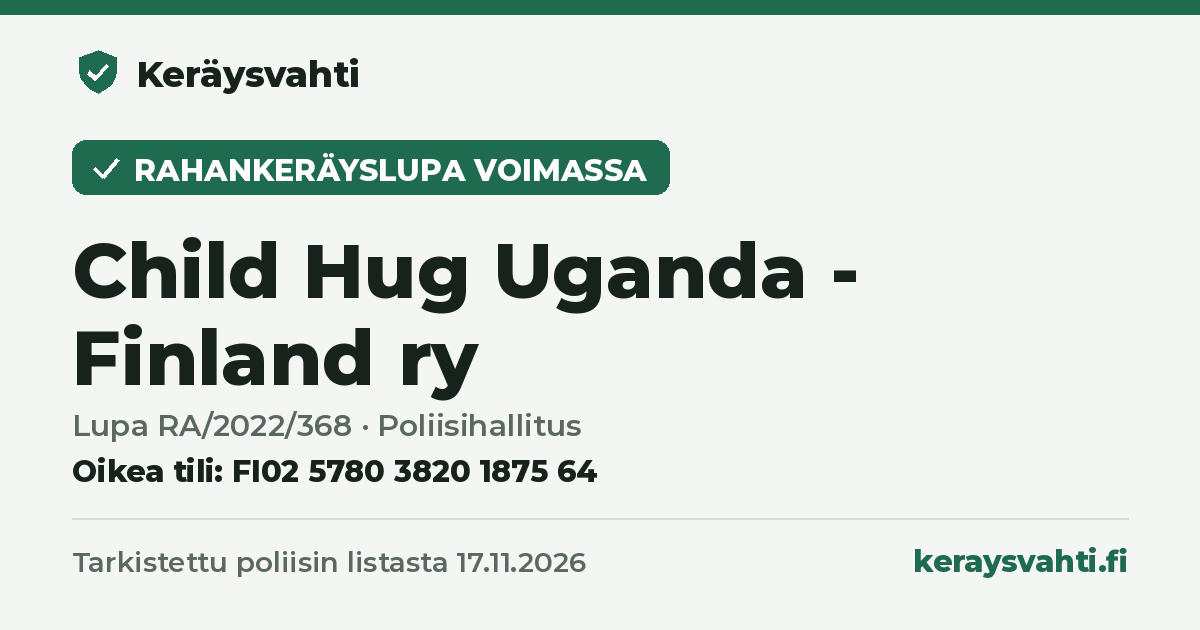 Keräysvahti
RAHANKERÄYSLUPA VOIMASSA
Child Hug Uganda -
Finland ry
Lupa RA/2022/368 · Poliisihallitus
Oikea tili: FI02 5780 3820 1875 64
Tarkistettu poliisin listasta 17.11.2026
keraysvahti.fi